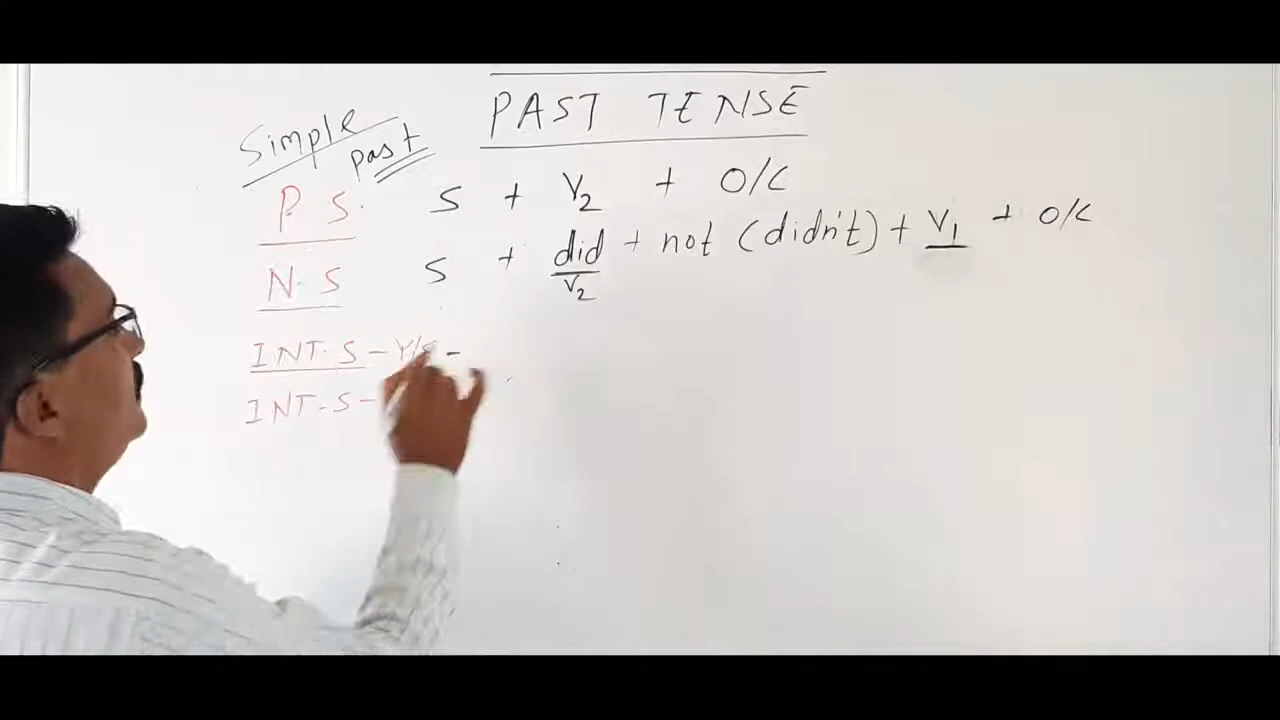 PAST TENSE
Simple past
P. S. S + V2 + O/C
N. S S + did + not (didn't) + V1 + O/C
V2
INT. S - Y/S -
INT - S -